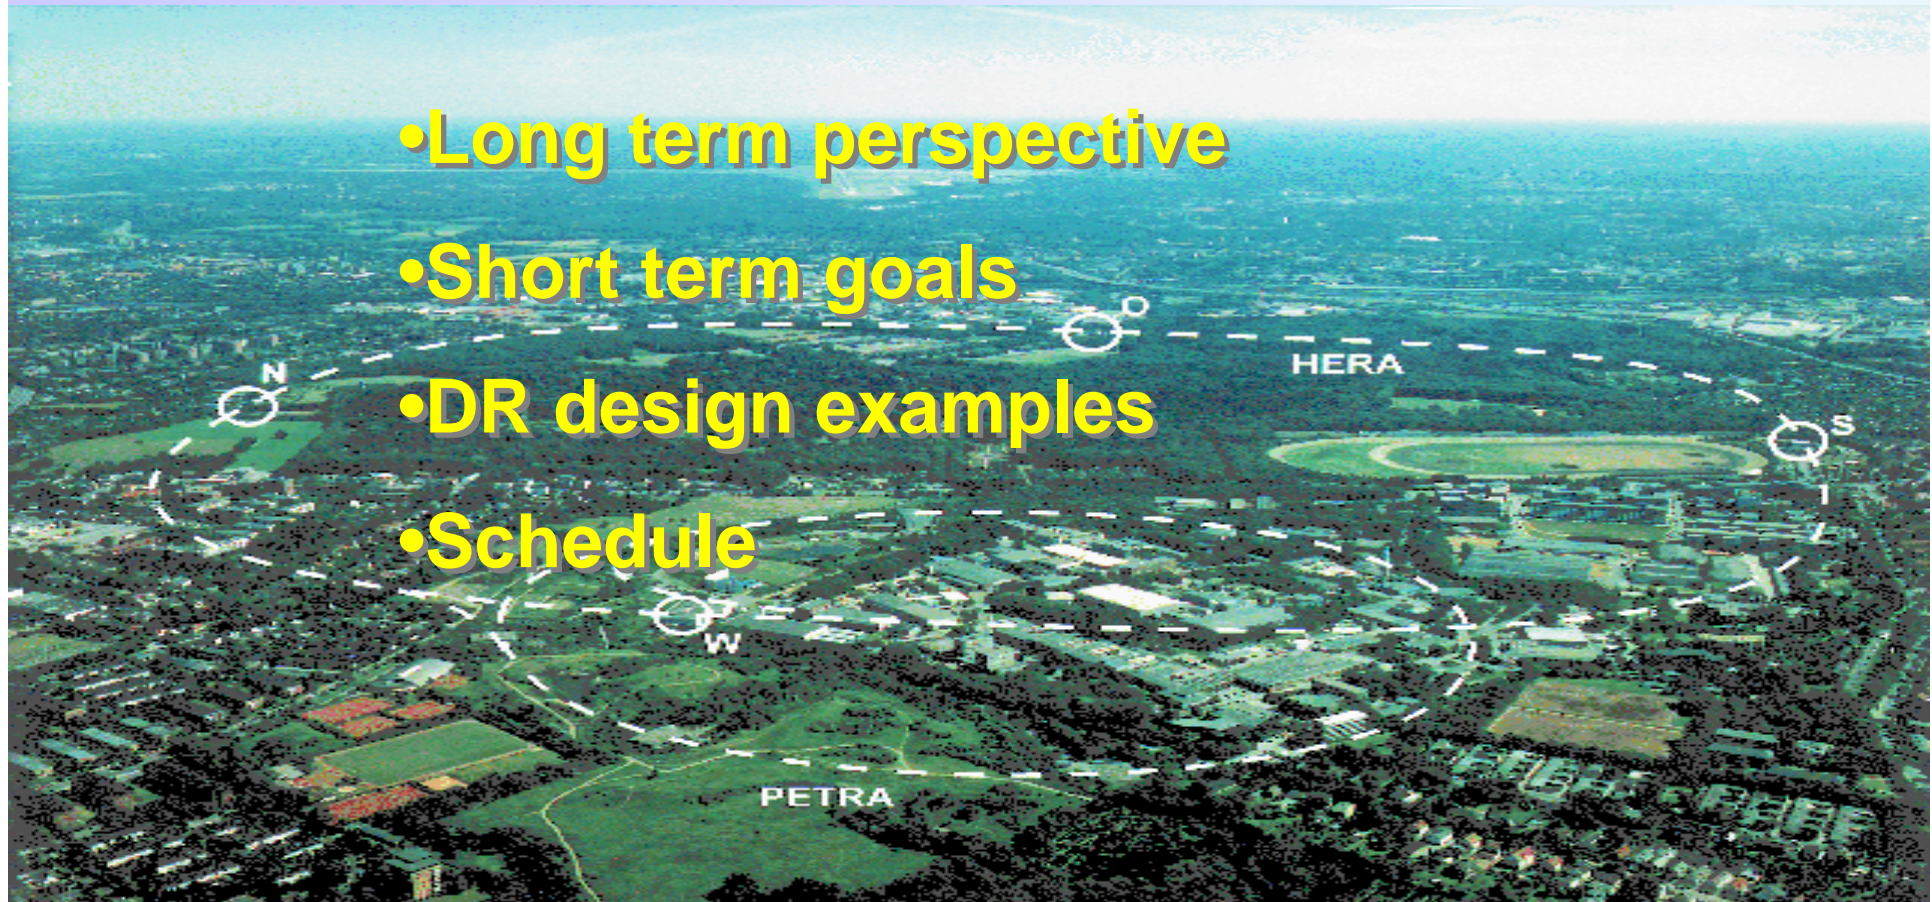 •Long term perspective
•Short term goals
O
HERA
N
•DR design examples
S
•Schedule
W
PETRA